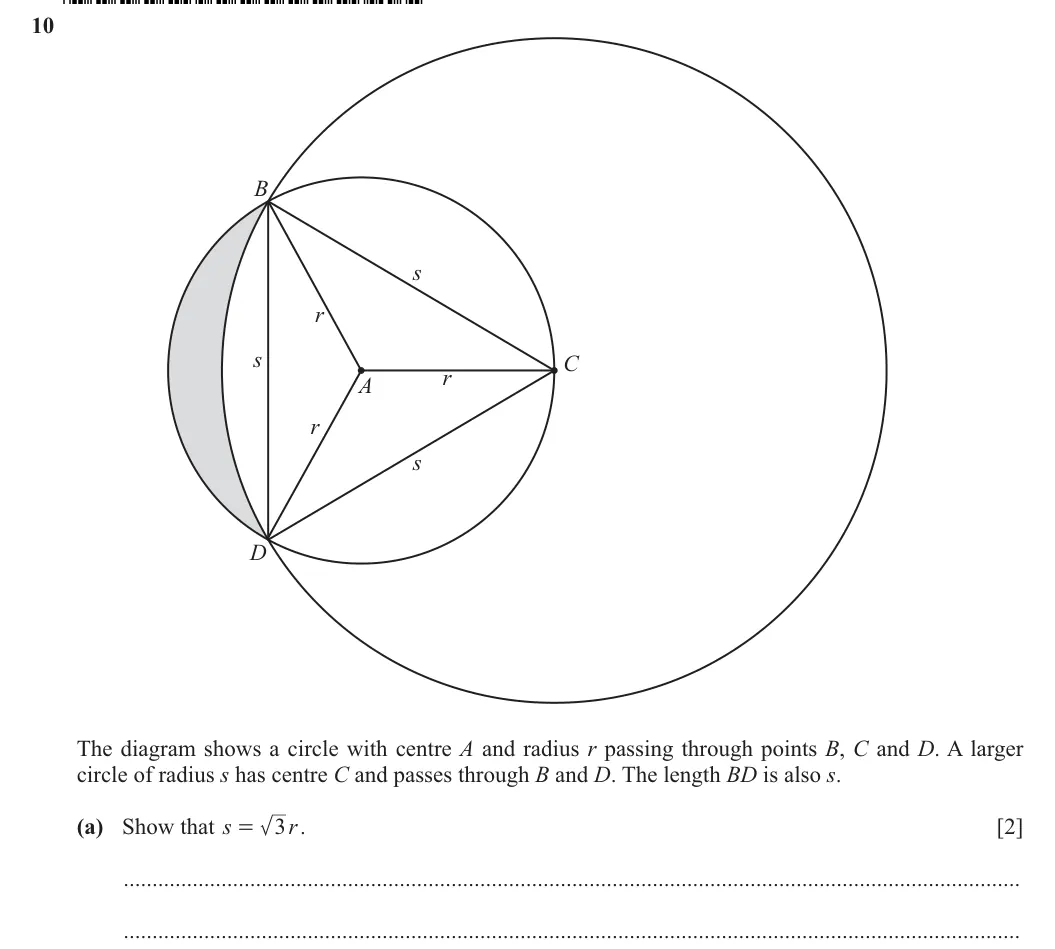 10
B
s
r
s
A
r
C
r
s
D
The diagram shows a circle with centre A and radius r passing through points B, C and D. A larger
circle of radius s has centre C and passes through B and D. The length BD is also s.
(a) Show that s = √3r. [2]